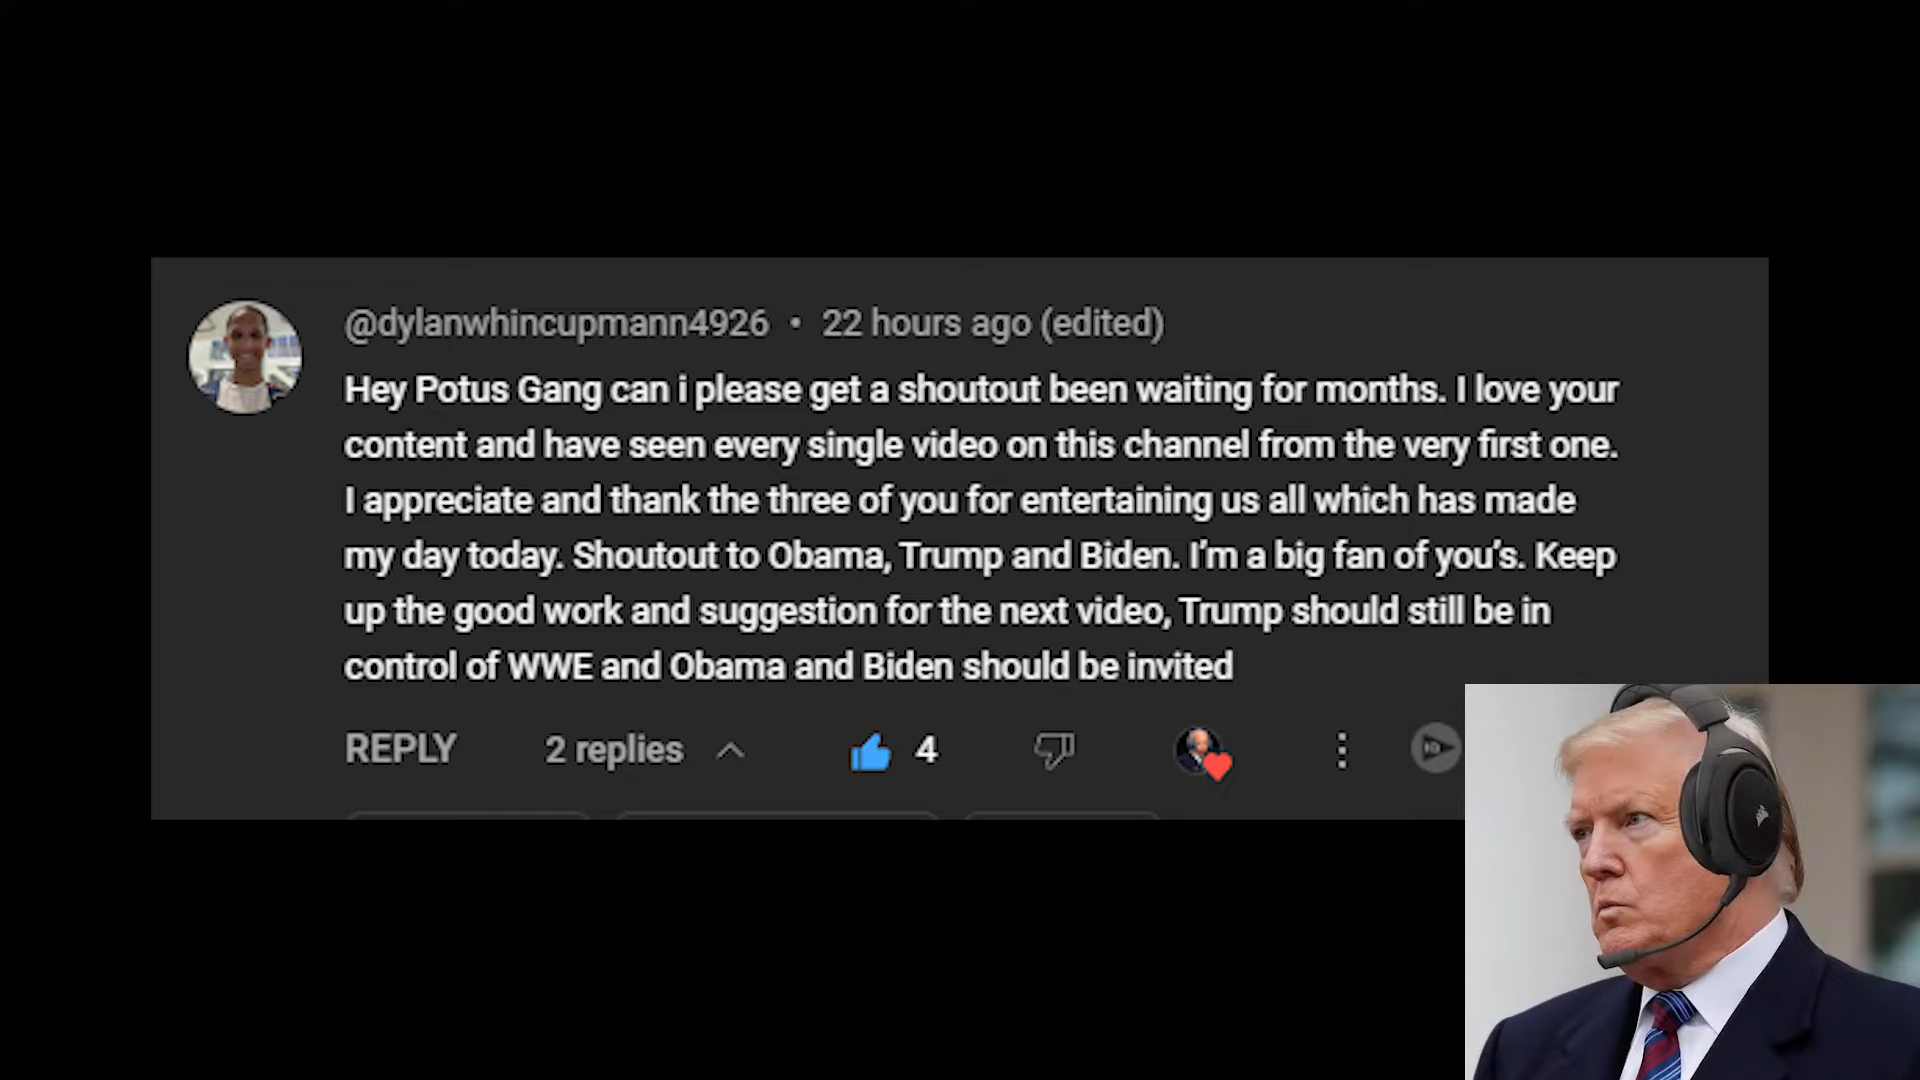 @dylanwhincupmann4926 • 22 hours ago (edited)
Hey Potus Gang can i please get a shoutout been waiting for months. I love your
content and have seen every single video on this channel from the very first one.
I appreciate and thank the three of you for entertaining us all which has made
my day today. Shoutout to Obama, Trump and Biden. I'm a big fan of you's. Keep
up the good work and suggestion for the next video, Trump should still be in
control of WWE and Obama and Biden should be invited
REPLY 2 replies 4